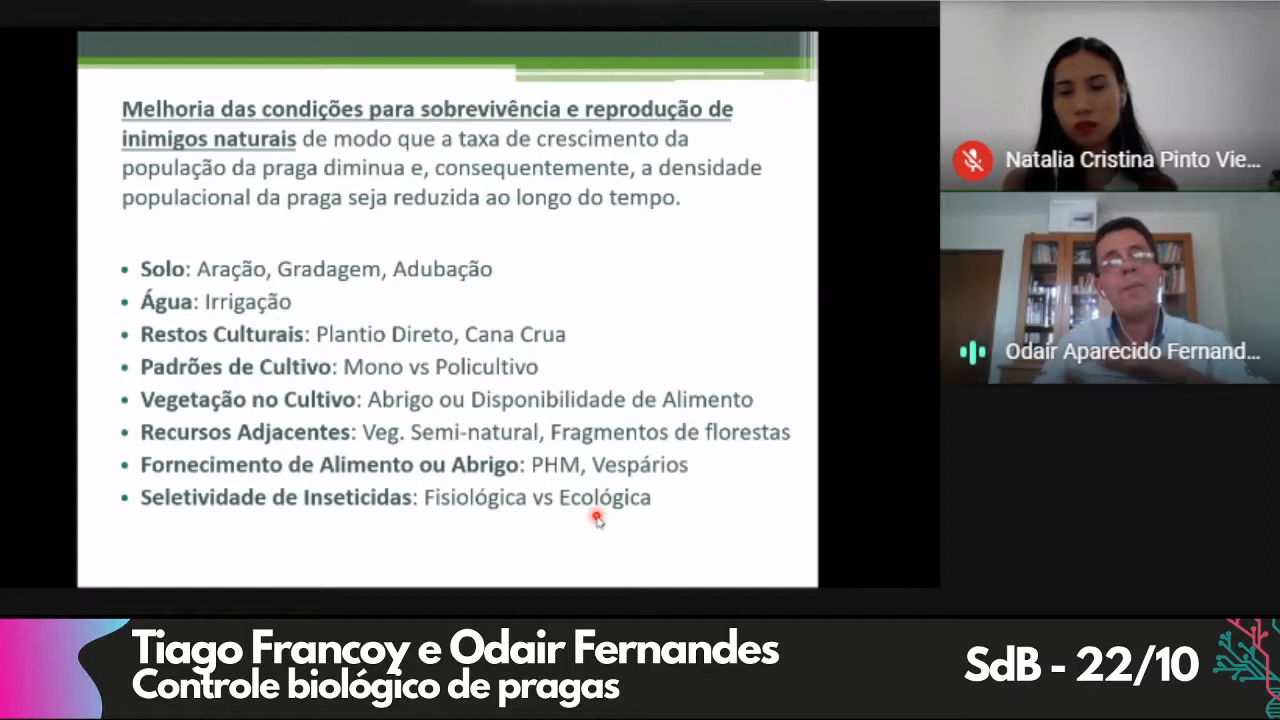 Melhoria das condições para sobrevivência e reprodução de
inimigos naturais de modo que a taxa de crescimento da
população da praga diminua e, consequentemente, a densidade
populacional da praga seja reduzida ao longo do tempo.
• Solo: Aração, Gradagem, Adubação
• Água: Irrigação
• Restos Culturais: Plantio Direto, Cana Crua
• Padrões de Cultivo: Mono vs Policultivo
• Vegetação no Cultivo: Abrigo ou Disponibilidade de Alimento
• Recursos Adjacentes: Veg. Semi-natural, Fragmentos de florestas
• Fornecimento de Alimento ou Abrigo: PHM, Vespários
• Seletividade de Inseticidas: Fisiológica vs Ecológica
Natalia Cristina Pinto Vie...
Odair Aparecido Fernand...
Tiago Francoy e Odair Fernandes
Controle biológico de pragas
SdB - 22/10